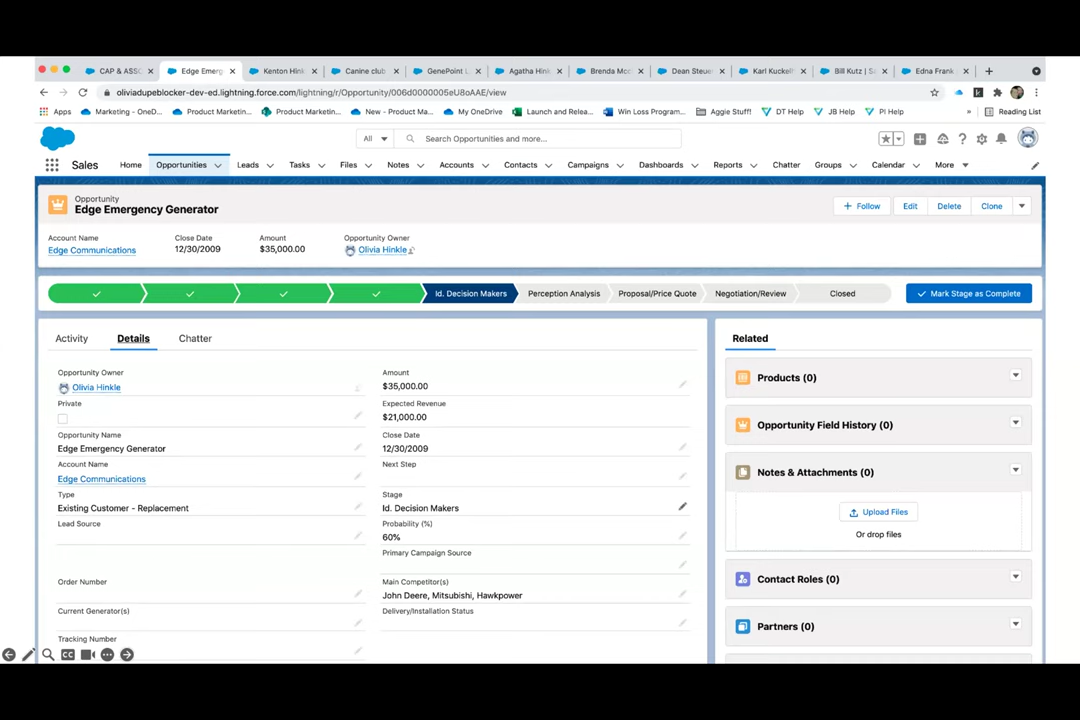 CAP & ASSC
Edge Emerg
Kenton Hink
Canine club
GenePoint L
Agatha Hink
Brenda Mcc
Dean Steue
Karl Kuckell
Bill Kutz | S
Edna Frank
oliviadupeblocker-dev-ed.lightning.force.com/lightning/r/Opportunity/006d0000005eU8oAAE/view
Apps Marketing - OneD... Product Marketin... Product Marketin... New - Product Ma... My OneDrive Launch and Relea... Win Loss Program... Aggie Stuff! DT Help JB Help PI Help » Reading List
All Search Opportunities and more...
Sales Home Opportunities Leads Tasks Files Notes Accounts Contacts Campaigns Dashboards Reports Chatter Groups Calendar More
Opportunity
Edge Emergency Generator
+ Follow Edit Delete Clone
Account Name Close Date Amount Opportunity Owner
Edge Communications 12/30/2009 $35,000.00 Olivia Hinkle
Id. Decision Makers Perception Analysis Proposal/Price Quote Negotiation/Review Closed Mark Stage as Complete
Activity Details Chatter
Opportunity Owner
Olivia Hinkle
Private
Opportunity Name
Edge Emergency Generator
Account Name
Edge Communications
Type
Existing Customer - Replacement
Lead Source
Order Number
Current Generator(s)
Tracking Number
Amount
$35,000.00
Expected Revenue
$21,000.00
Close Date
12/30/2009
Next Step
Stage
Id. Decision Makers
Probability (%)
60%
Primary Campaign Source
Main Competitor(s)
John Deere, Mitsubishi, Hawkpower
Delivery/Installation Status
Related
Products (0)
Opportunity Field History (0)
Notes & Attachments (0)
Upload Files
Or drop files
Contact Roles (0)
Partners (0)
CC